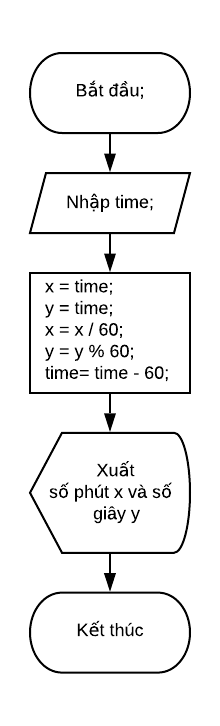 Bắt đầu;
Nhập time;
x = time;
y = time;
x = x / 60;
y = y % 60;
time= time - 60;
Xuất
số phút x và số
giây y
Kết thúc